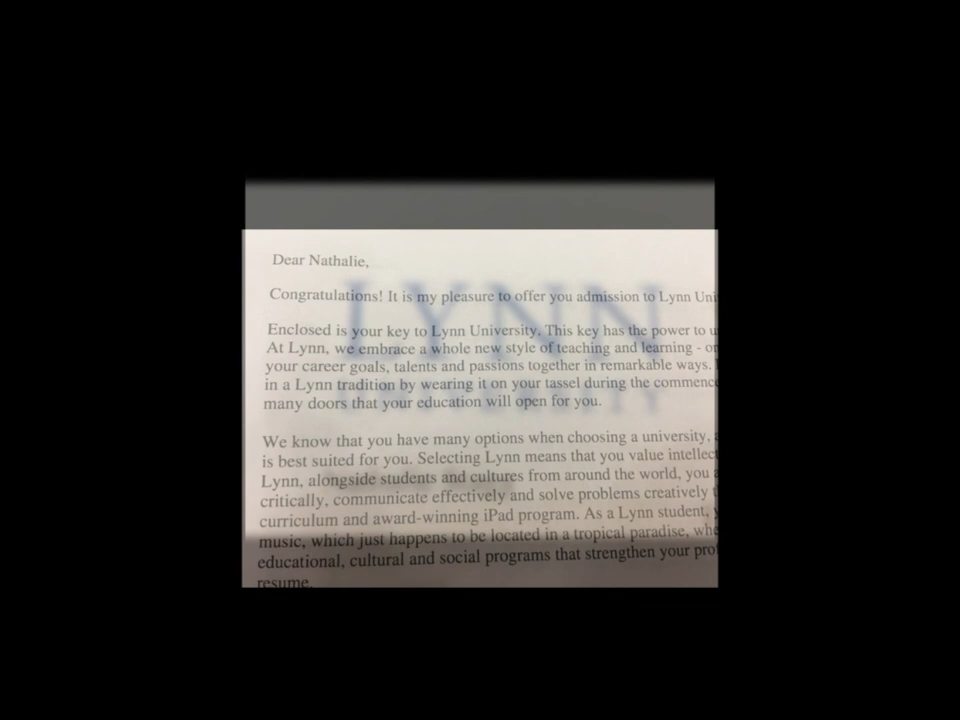 Dear Nathalie,
Congratulations! It is my pleasure to offer you admission to Lynn Uni
Enclosed is your key to Lynn University. This key has the power to u
At Lynn, we embrace a whole new style of teaching and learning - or
your career goals, talents and passions together in remarkable ways.
in a Lynn tradition by wearing it on your tassel during the commence
many doors that your education will open for you.
We know that you have many options when choosing a university,
is best suited for you. Selecting Lynn means that you value intellect
Lynn, alongside students and cultures from around the world, you a
critically, communicate effectively and solve problems creatively
curriculum and award-winning iPad program. As a Lynn student,
music, which just happens to be located in a tropical paradise, whe
educational, cultural and social programs that strengthen your prof
resume.
LYNN